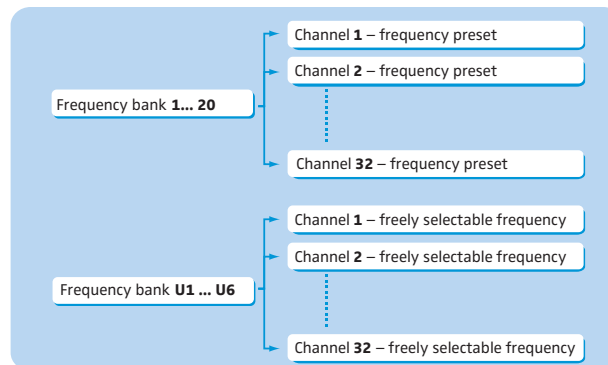 Channel 1 – frequency preset
Channel 2 – frequency preset
Frequency bank 1... 20
Channel 32 – frequency preset
Channel 1 – freely selectable frequency
Channel 2 – freely selectable frequency
Frequency bank U1 ... U6
Channel 32 – freely selectable frequency